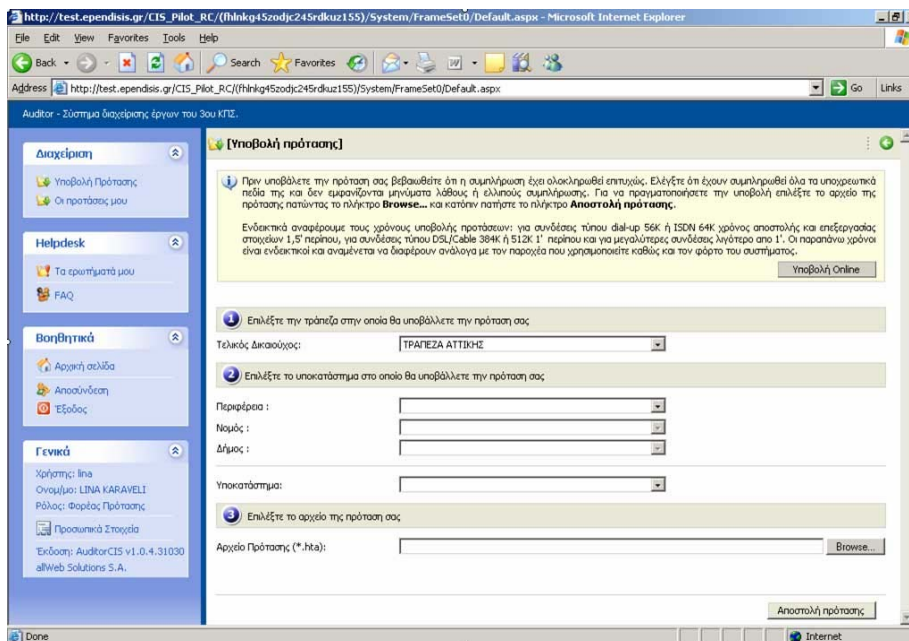 http://test.ependisis.gr/CIS_Pilot_RC/(fhlnkg45zodjc245rdkuz155)/System/FrameSet0/Default.aspx - Microsoft Internet Explorer
File Edit View Favorites Tools Help
Back Search Favorites
Address http://test.ependisis.gr/CIS_Pilot_RC/(fhlnkg45zodjc245rdkuz155)/System/FrameSet0/Default.aspx Go Links
Auditor - Σύστημα διαχείρισης έργων του 3ου ΚΠΣ.
Διαχείριση
Υποβολή Πρότασης
Οι προτάσεις μου
Helpdesk
Τα ερωτήματά μου
FAQ
Βοηθητικά
Αρχική σελίδα
Αποσύνδεση
Έξοδος
Γενικά
Χρήστης: lina
Ονομ/μο: LINA KARAVELI
Ρόλος: Φορέας Πρότασης
Προσωπικά Στοιχεία
Έκδοση: AuditorCIS v1.0.4.31030
allWeb Solutions S.A.
[Υποβολή πρότασης]
Πριν υποβάλετε την πρόταση σας βεβαιωθείτε ότι η συμπλήρωση έχει ολοκληρωθεί επιτυχώς. Ελέγξτε ότι έχουν συμπληρωθεί όλα τα υποχρεωτικά
πεδία της και δεν εμφανίζονται μηνύματα λάθους ή ελλιπούς συμπλήρωσης. Για να πραγματοποιήσετε την υποβολή επιλέξτε το αρχείο της
πρότασης πατώντας το πλήκτρο Browse... και κατόπιν πατήστε το πλήκτρο Αποστολή πρότασης.
Ενδεικτικά αναφέρουμε τους χρόνους υποβολής προτάσεων: για συνδέσεις τύπου dial-up 56K ή ISDN 64K χρόνος αποστολής και επεξεργασίας
στοιχείων 1,5' περίπου, για συνδέσεις τύπου DSL/Cable 384K ή 512K 1' περίπου και για μεγαλύτερες συνδέσεις λιγότερο απο 1'. Οι παραπάνω χρόνοι
είναι ενδεικτικοί και αναμένεται να διαφέρουν ανάλογα με τον παροχέα που χρησιμοποιείτε καθώς και τον φόρτο του συστήματος.
Υποβολή Online
1 Επιλέξτε την τράπεζα στην οποία θα υποβάλλετε την πρόταση σας
Τελικός Δικαιούχος: ΤΡΑΠΕΖΑ ΑΤΤΙΚΗΣ
2 Επιλέξτε το υποκατάστημα στο οποίο θα υποβάλλετε την πρόταση σας
Περιφέρεια :
Νομός :
Δήμος :
Υποκατάστημα:
3 Επιλέξτε το αρχείο της πρόταση σας
Αρχείο Πρότασης (*.hta): Browse...
Αποστολή πρότασης
Done Internet